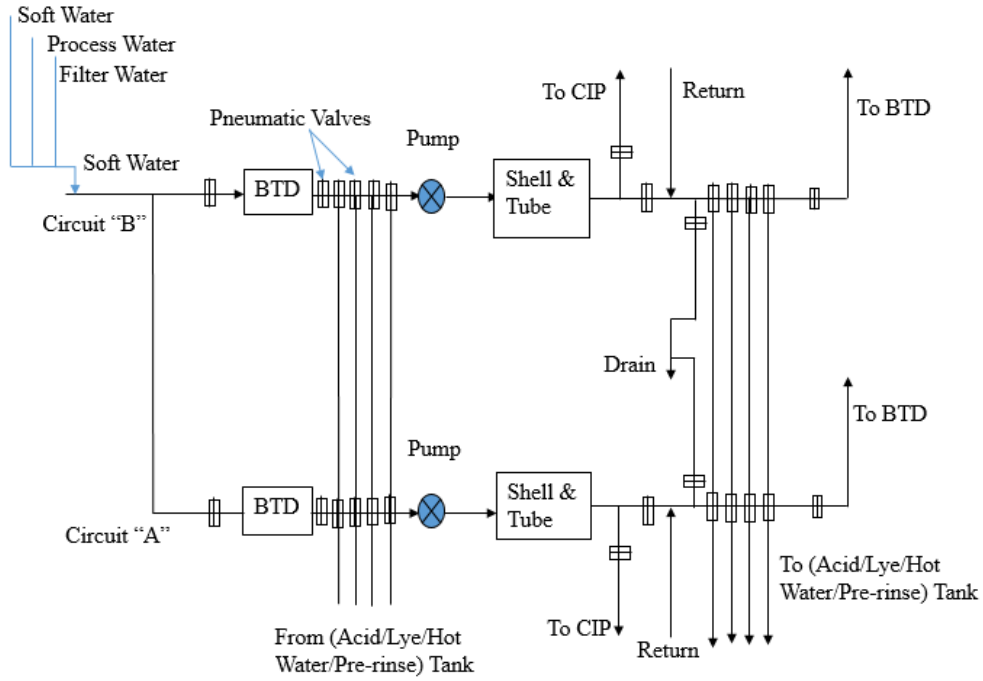 Soft Water
Process Water
Filter Water
Soft Water
Circuit “B”
BTD
Pneumatic Valves
Pump
Shell &
Tube
To CIP
Return
To BTD
Drain
Circuit “A”
BTD
Pump
Shell &
Tube
To BTD
To (Acid/Lye/Hot
Water/Pre-rinse) Tank
From (Acid/Lye/Hot
Water/Pre-rinse) Tank
To CIP
Return